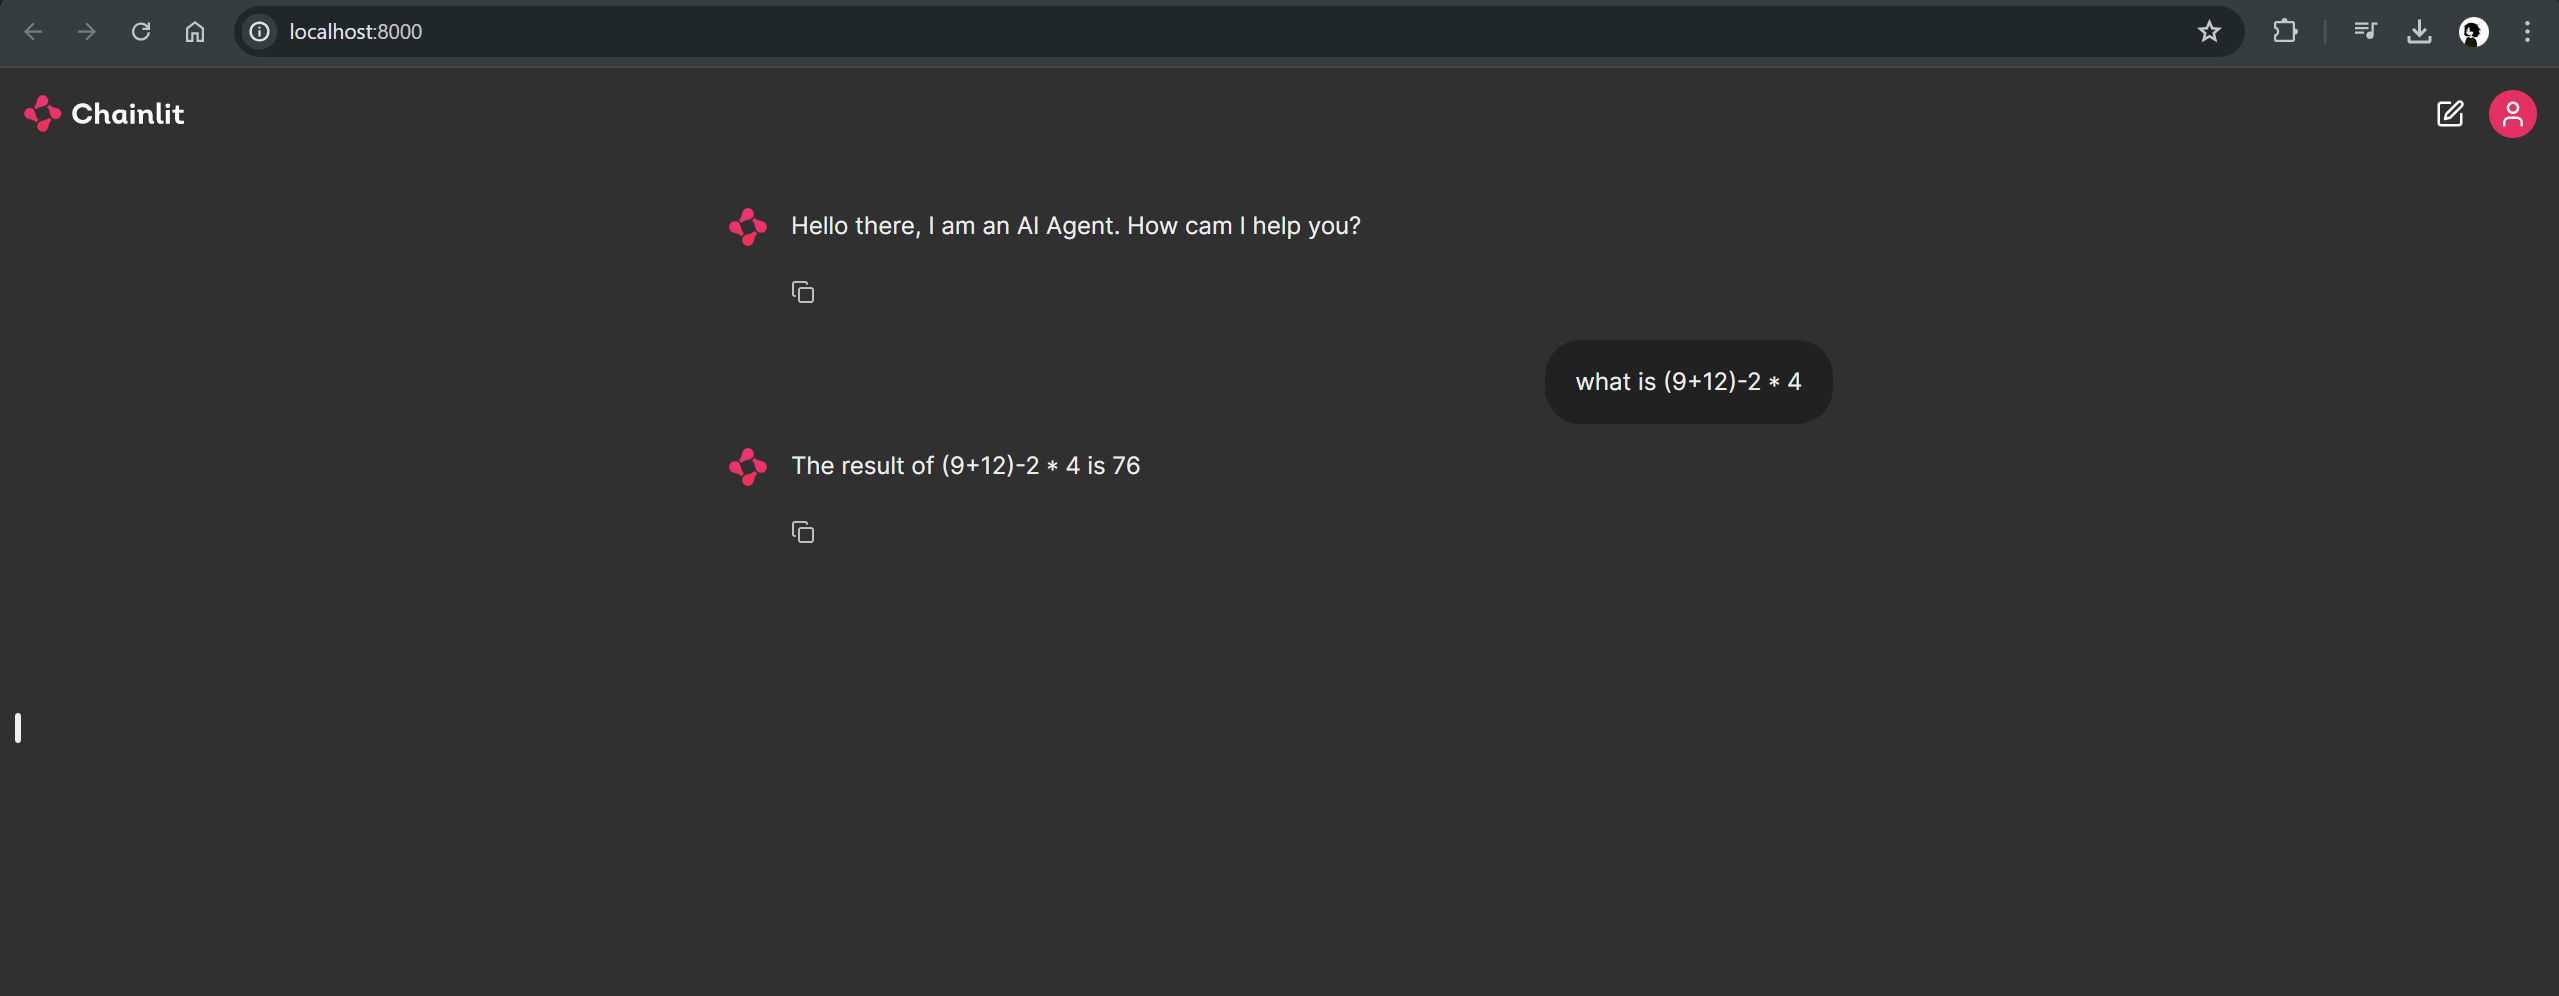 localhost:8000
Chainlit
Hello there, I am an AI Agent. How cam I help you?
what is (9+12)-2 * 4
The result of (9+12)-2 * 4 is 76